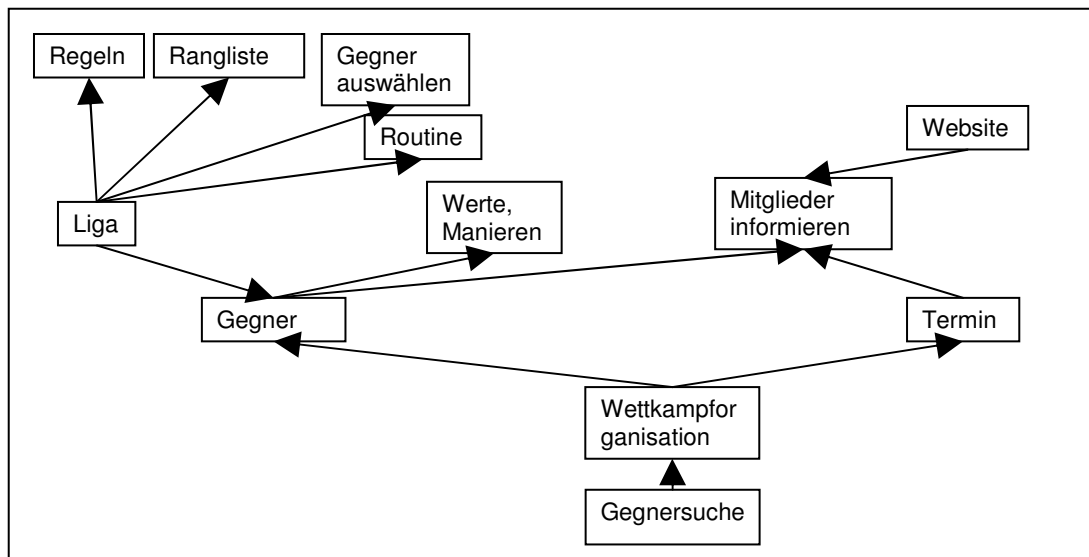 Regeln
Rangliste
Gegner
auswählen
Routine
Website
Werte,
Manieren
Mitglieder
informieren
Liga
Gegner
Termin
Wettkampfor
ganisation
Gegnersuche